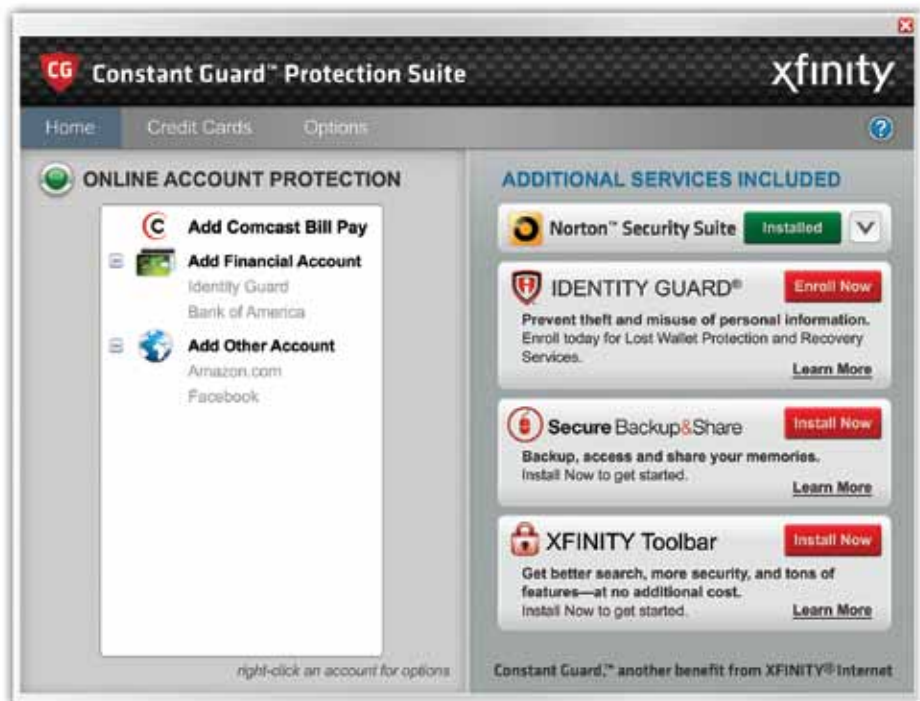 CG Constant Guard™ Protection Suite
xfinity
Home Credit Cards Options
?
ONLINE ACCOUNT PROTECTION
C Add Comcast Bill Pay
Add Financial Account
Identity Guard
Bank of America
Add Other Account
Amazon.com
Facebook
right-click an account for options
ADDITIONAL SERVICES INCLUDED
Norton™ Security Suite Installed
IDENTITY GUARD® Enroll Now
Prevent theft and misuse of personal information.
Enroll today for Lost Wallet Protection and Recovery
Services.
Learn More
Secure Backup&Share Install Now
Backup, access and share your memories.
Install Now to get started.
Learn More
XFINITY Toolbar Install Now
Get better search, more security, and tons of
features—at no additional cost.
Install Now to get started. Learn More
Constant Guard,™ another benefit from XFINITY® Internet